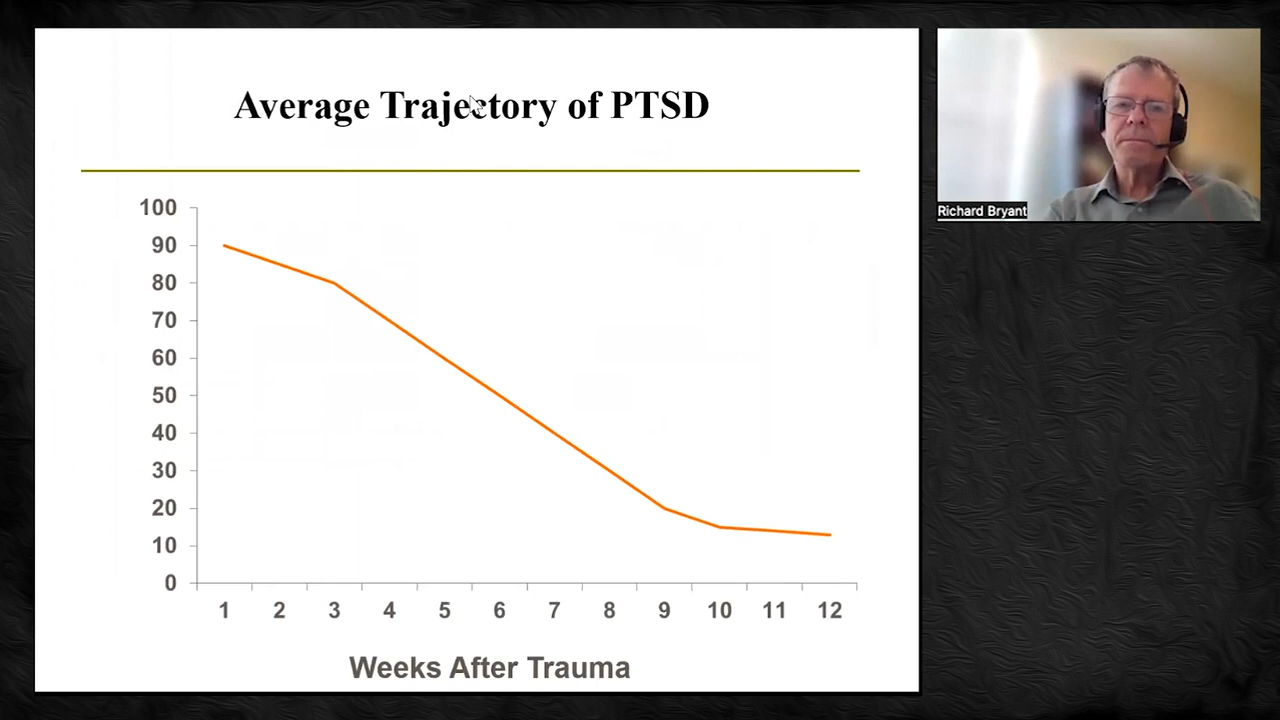 Average Trajectory of PTSD
Richard Bryant
100
90
80
70
60
50
40
30
20
10
0
1 2 3 4 5 6 7 8 9 10 11 12
Weeks After Trauma